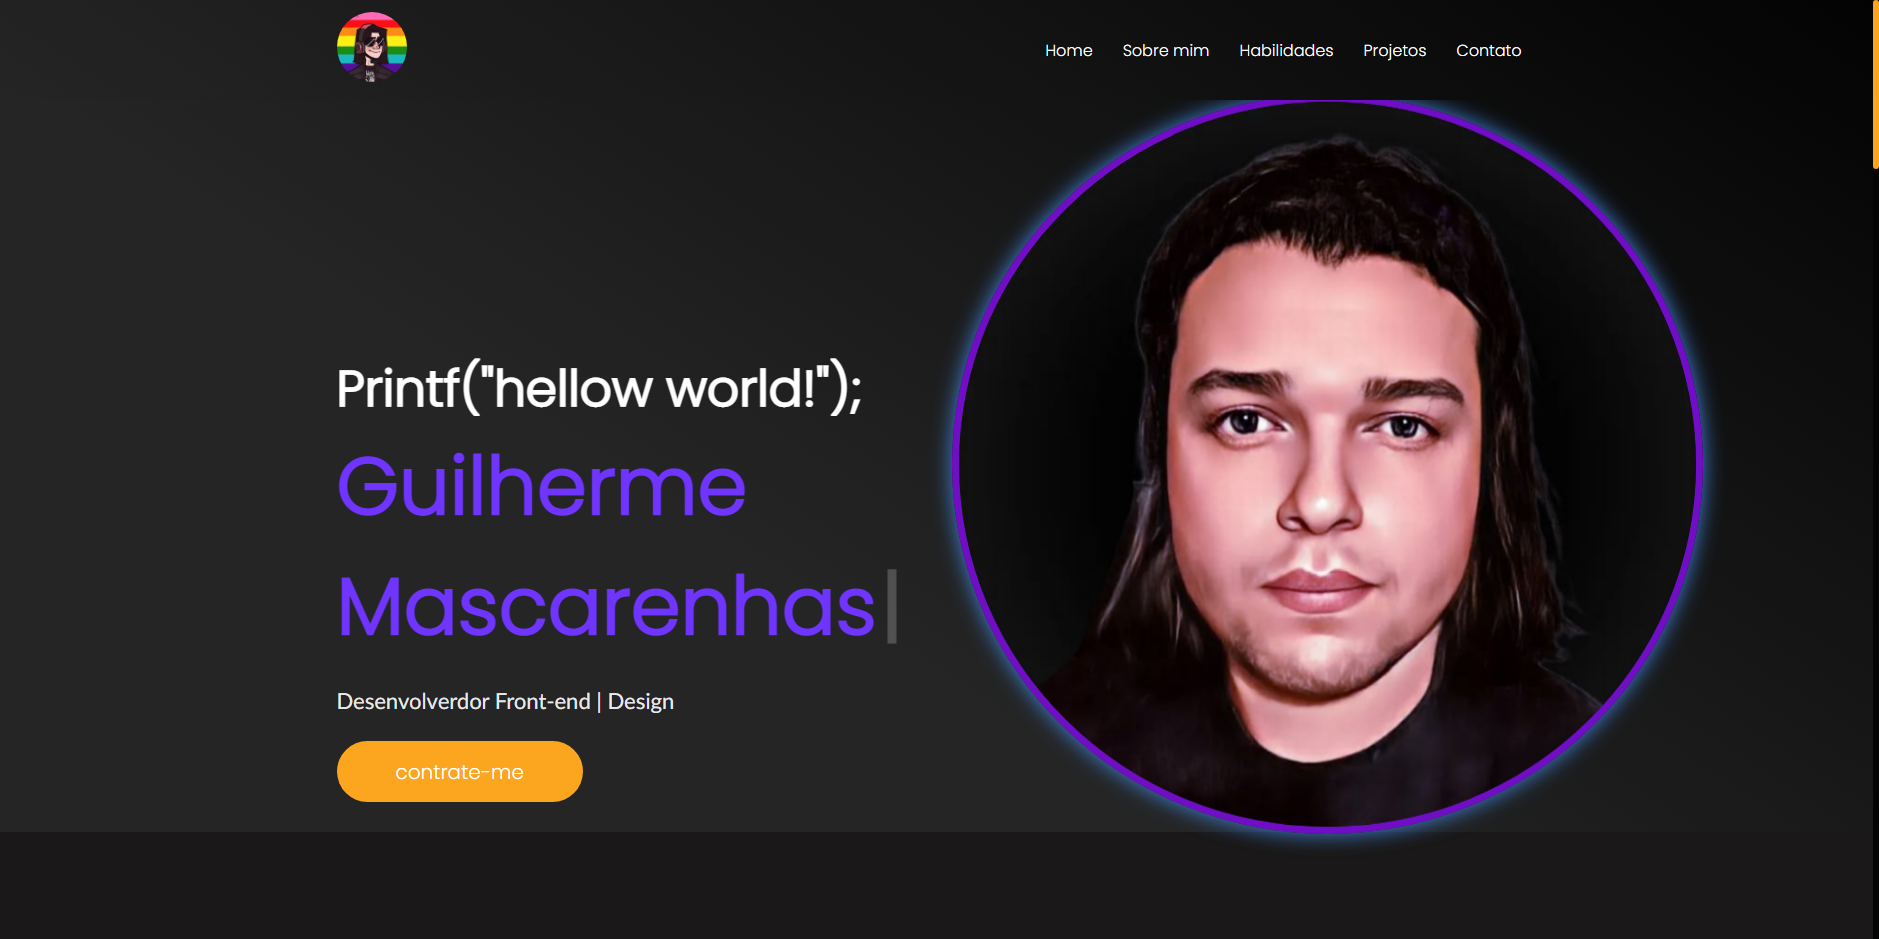 Home Sobre mim Habilidades Projetos Contato
Printf("hellow world!");
Guilherme
Mascarenhas
Desenvolverdor Front-end | Design
contrate-me